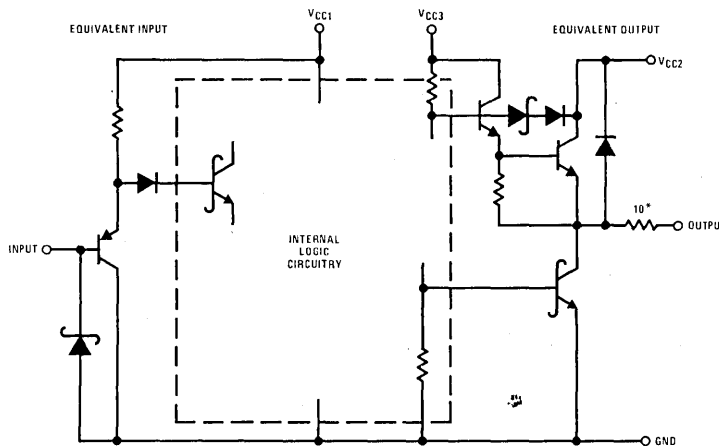 EQUIVALENT INPUT
VCC1
VCC3
EQUIVALENT OUTPUT
VCC2
10*
OUTPU
INPUT
INTERNAL
LOGIC
CIRCUITRY
GND